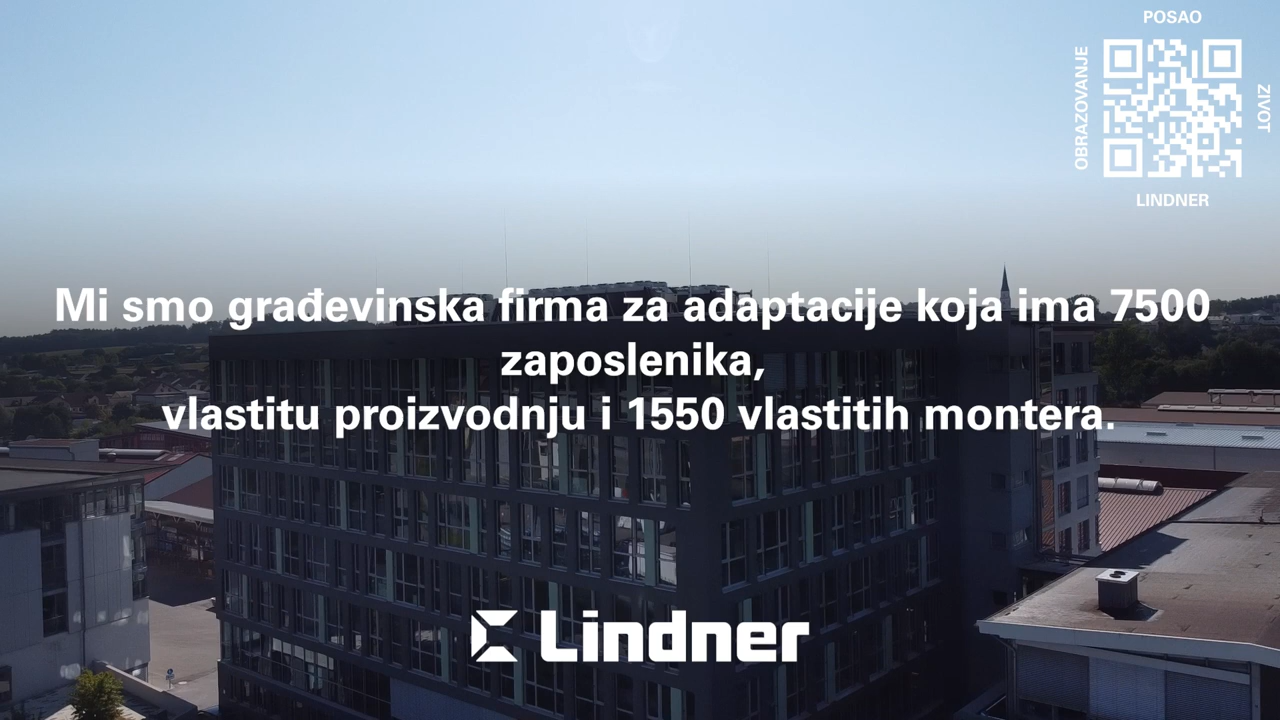 POSAO
OBRAZOVANJE
ZIVOT
LINDNER
Mi smo građevinska firma za adaptacije koja ima 7500
zaposlenika,
vlastitu proizvodnju i 1550 vlastitih montera.
Lindner